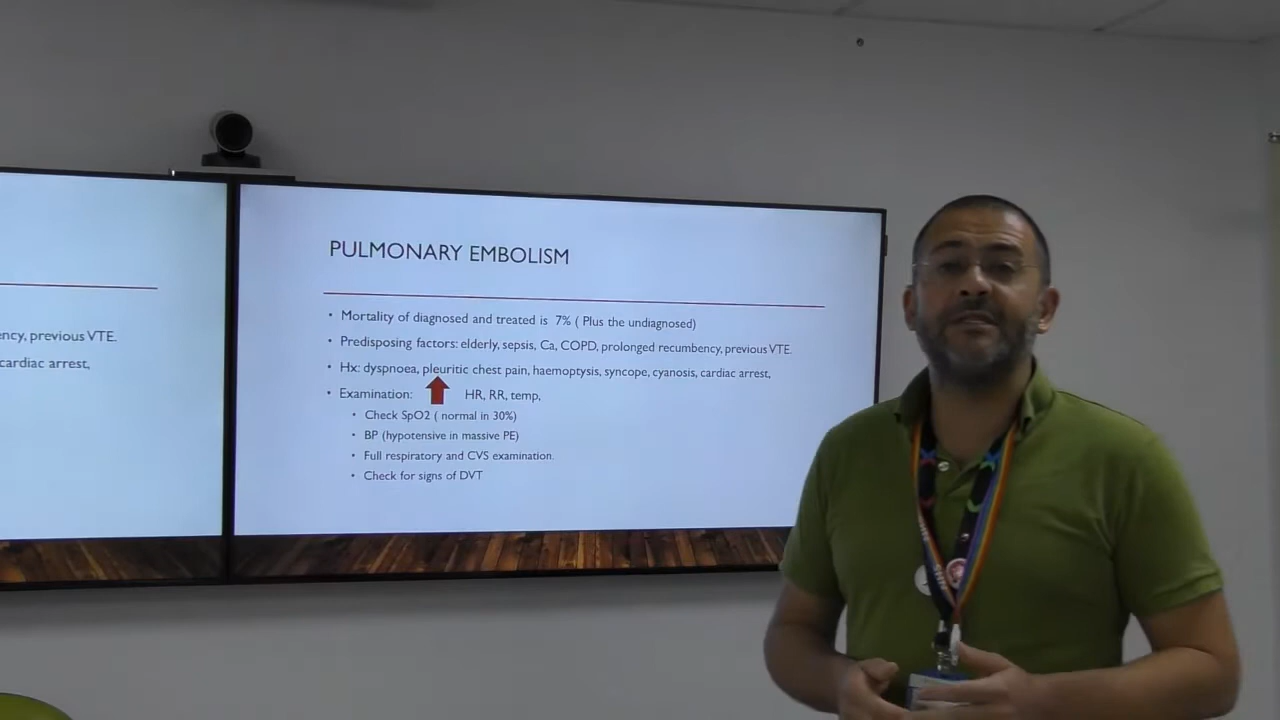 ency, previous VTE.
cardiac arrest,
PULMONARY EMBOLISM
• Mortality of diagnosed and treated is 7% ( Plus the undiagnosed)
• Predisposing factors: elderly, sepsis, Ca, COPD, prolonged recumbency, previous VTE.
• Hx: dyspnoea, pleuritic chest pain, haemoptysis, syncope, cyanosis, cardiac arrest,
• Examination: HR, RR, temp,
• Check SpO2 ( normal in 30%)
• BP (hypotensive in massive PE)
• Full respiratory and CVS examination.
• Check for signs of DVT